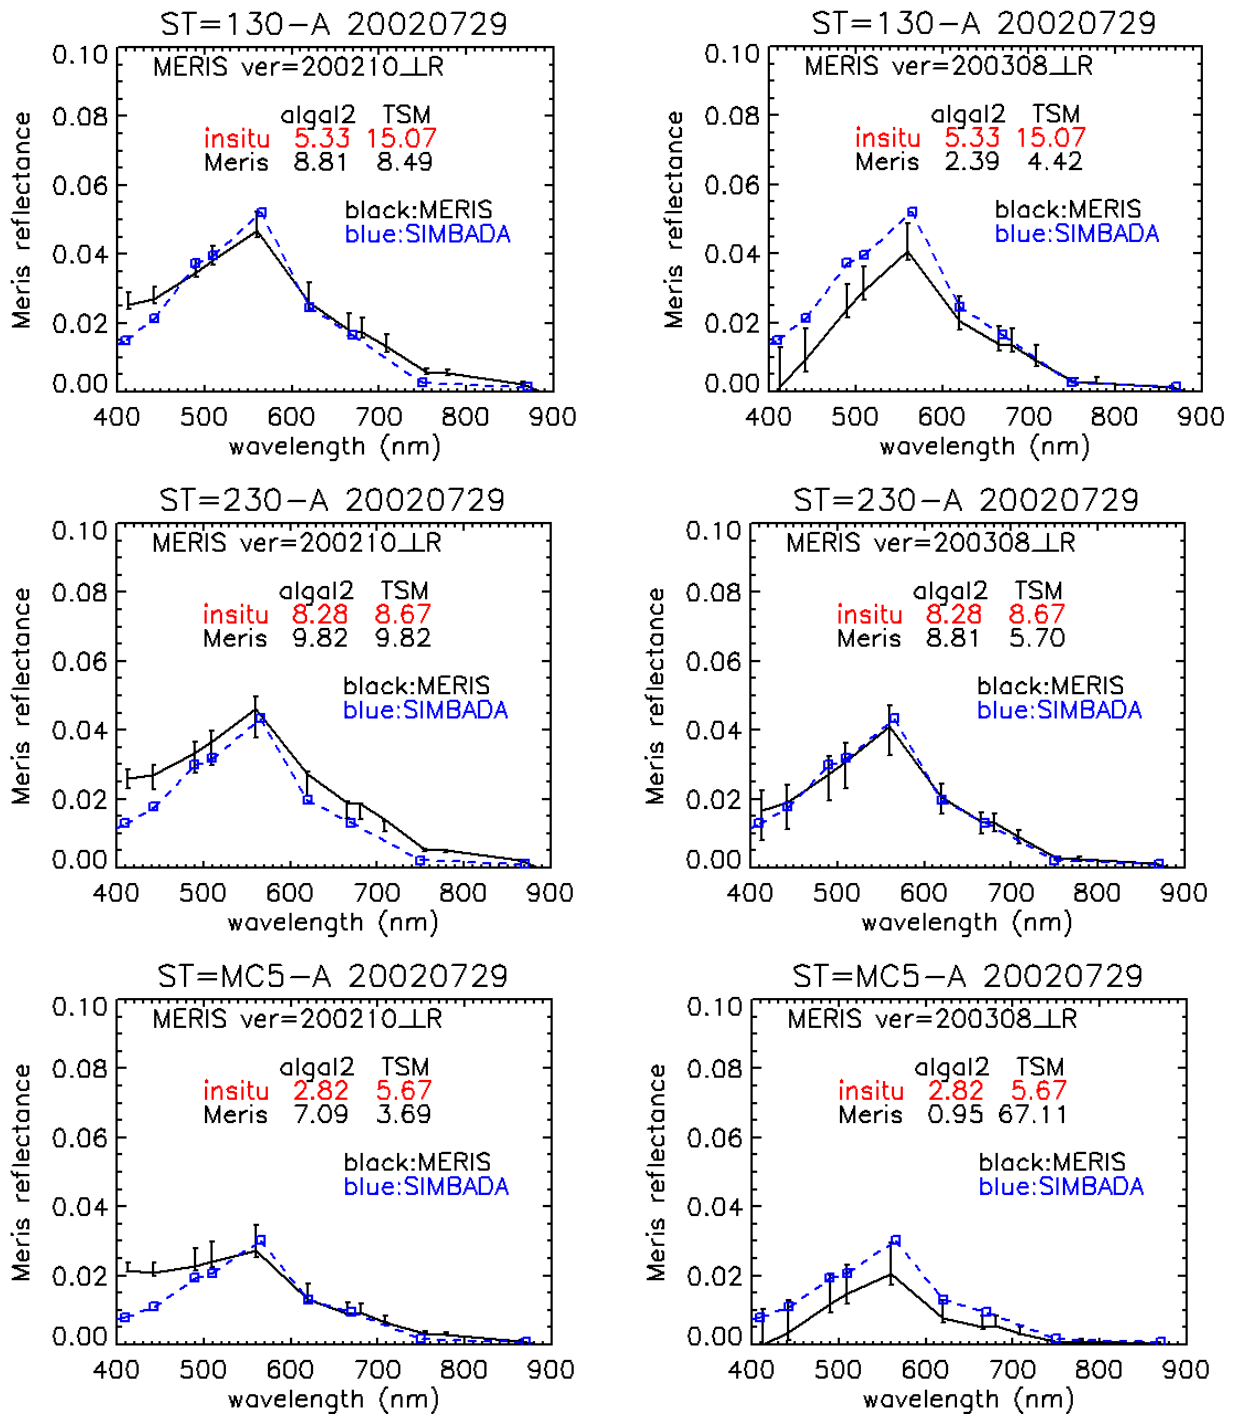 ST=130-A 20020729
MERIS ver=200210_LR
algal2 TSM
insitu 5.33 15.07
Meris 8.81 8.49
black:MERIS
blue:SIMBADA
Meris reflectance
0.10
0.08
0.06
0.04
0.02
0.00
400 500 600 700 800 900
wavelength (nm)
ST=130-A 20020729
MERIS ver=200308_LR
algal2 TSM
insitu 5.33 15.07
Meris 2.39 4.42
black:MERIS
blue:SIMBADA
Meris reflectance
0.10
0.08
0.06
0.04
0.02
0.00
400 500 600 700 800 900
wavelength (nm)
ST=230-A 20020729
MERIS ver=200210_LR
algal2 TSM
insitu 8.28 8.67
Meris 9.82 9.82
black:MERIS
blue:SIMBADA
Meris reflectance
0.10
0.08
0.06
0.04
0.02
0.00
400 500 600 700 800 900
wavelength (nm)
ST=230-A 20020729
MERIS ver=200308_LR
algal2 TSM
insitu 8.28 8.67
Meris 8.81 5.70
black:MERIS
blue:SIMBADA
Meris reflectance
0.10
0.08
0.06
0.04
0.02
0.00
400 500 600 700 800 900
wavelength (nm)
ST=MC5-A 20020729
MERIS ver=200210_LR
algal2 TSM
insitu 2.82 5.67
Meris 7.09 3.69
black:MERIS
blue:SIMBADA
Meris reflectance
0.10
0.08
0.06
0.04
0.02
0.00
400 500 600 700 800 900
wavelength (nm)
ST=MC5-A 20020729
MERIS ver=200308_LR
algal2 TSM
insitu 2.82 5.67
Meris 0.95 67.11
black:MERIS
blue:SIMBADA
Meris reflectance
0.10
0.08
0.06
0.04
0.02
0.00
400 500 600 700 800 900
wavelength (nm)